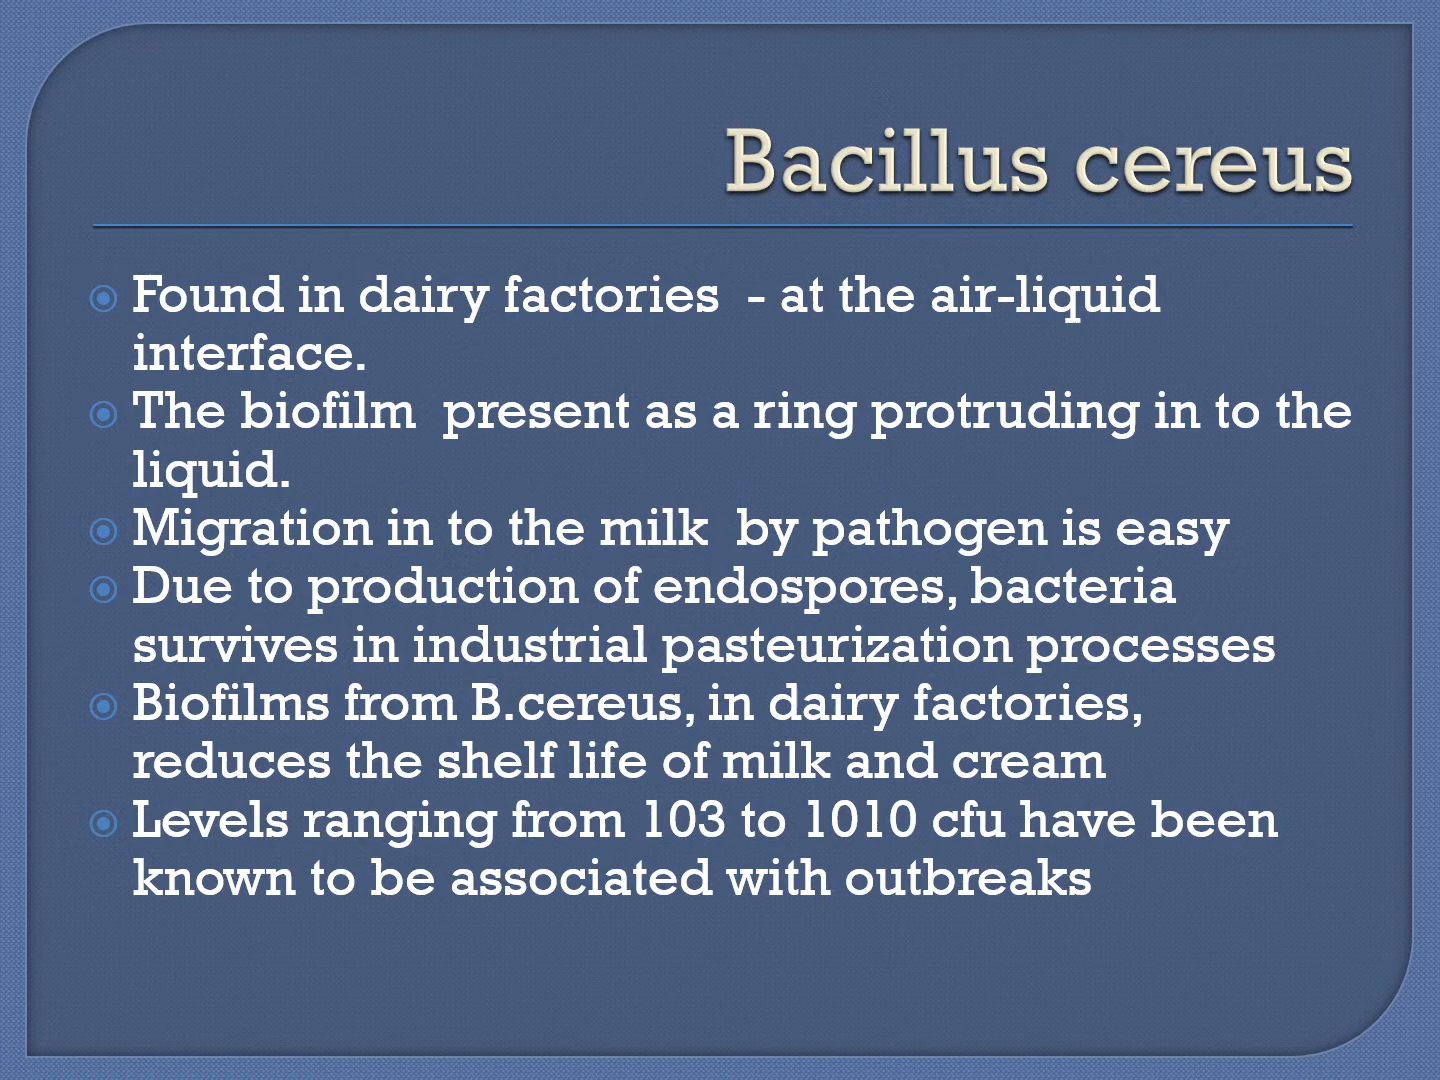 Bacillus cereus
Found in dairy factories  - at the air-liquid
interface.
The biofilm  present as a ring protruding in to the
liquid.
Migration in to the milk  by pathogen is easy
Due to production of endospores, bacteria
survives in industrial pasteurization processes
Biofilms from B.cereus, in dairy factories,
reduces the shelf life of milk and cream
Levels ranging from 103 to 1010 cfu have been
known to be associated with outbreaks